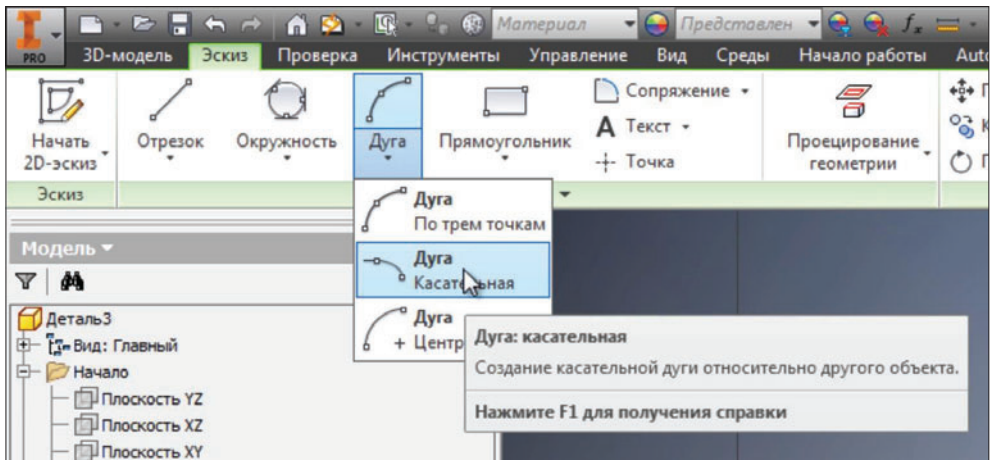 PRO
Материал
Представлен
fx
3D-модель Эскиз Проверка Инструменты Управление Вид Среды Начало работы
Начать
2D-эскиз
Отрезок
Окружность
Дуга
Прямоугольник
Сопряжение
A Текст
Точка
Проецирование
геометрии
Эскиз
Модель
Дуга
По трем точкам
Дуга
Касательная
Дуга
Деталь3
Вид: Главный
Начало
Плоскость YZ
Плоскость XZ
Плоскость XY
Дуга: касательная
Создание касательной дуги относительно другого объекта.
Нажмите F1 для получения справки